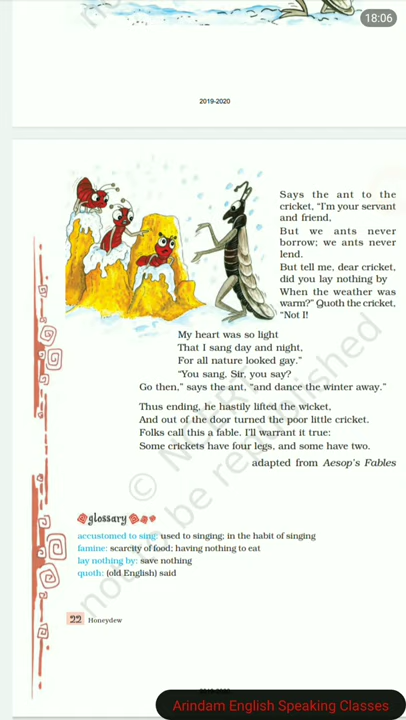 18:06
2019-2020
Says the ant to the
cricket, “I'm your servant
and friend,
But we ants never
borrow; we ants never
lend.
But tell me, dear cricket,
did you lay nothing by
When the weather was
warm?” Quoth the cricket,
“Not I!
My heart was so light
That I sang day and night,
For all nature looked gay.”
“You sang, Sir, you say?
Go then,” says the ant, “and dance the winter away.”
Thus ending, he hastily lifted the wicket,
And out of the door turned the poor little cricket.
Folks call this a fable. I'll warrant it true:
Some crickets have four legs, and some have two.
adapted from Aesop's Fables
glossary
accustomed to sing: used to singing; in the habit of singing
famine: scarcity of food; having nothing to eat
lay nothing by: save nothing
quoth: (old English) said
22 Honeydew
© NCERT
not to be republished
Arindam English Speaking Classes